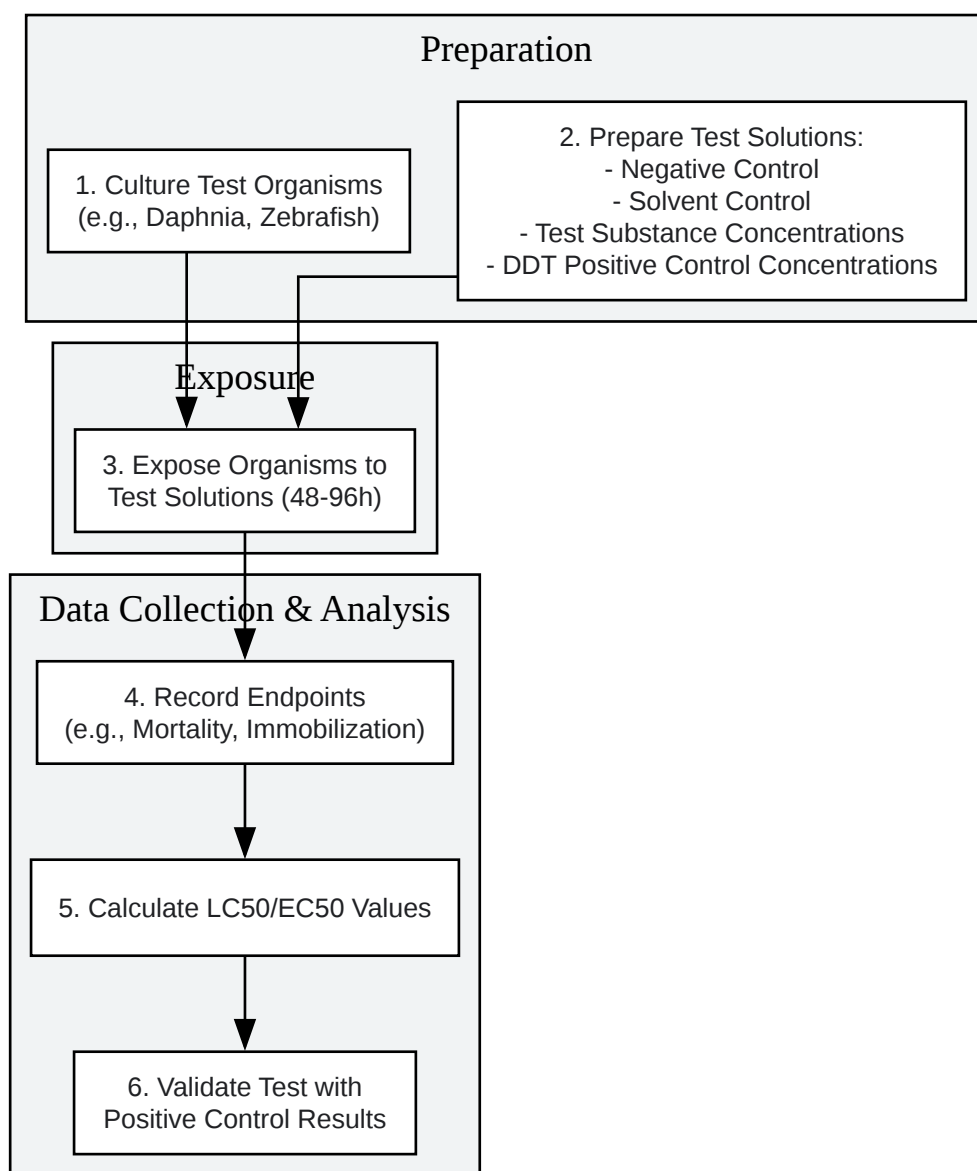 Preparation
1. Culture Test Organisms
(e.g., Daphnia, Zebrafish)
2. Prepare Test Solutions:
- Negative Control
- Solvent Control
- Test Substance Concentrations
- DDT Positive Control Concentrations
Exposure
3. Expose Organisms to
Test Solutions (48-96h)
Data Collection & Analysis
4. Record Endpoints
(e.g., Mortality, Immobilization)
5. Calculate LC50/EC50 Values
6. Validate Test with
Positive Control Results